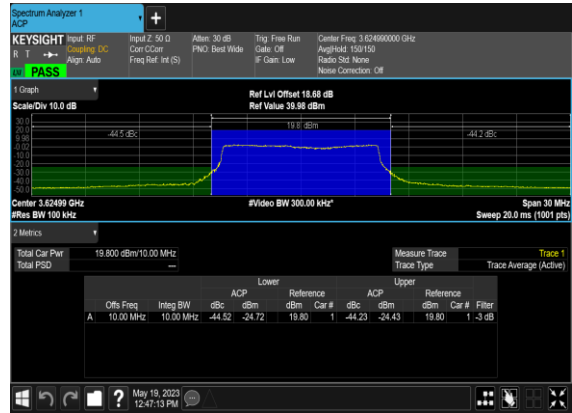 Spectrum Analyzer 1
ACP
+
KEYSIGHT Input: RF Input Z: 50 Ω Atten: 30 dB Trig: Free Run Center Freq: 3.624990000 GHz
R T Coupling: DC Corr CCorr PNO: Best Wide Gate: Off Avg|Hold: 150/150
Align: Auto Freq Ref: Int (S) IF Gain: Low Radio Std: None
LXI PASS Noise Correction: Off
1 Graph
Ref Lvl Offset 18.68 dB
Scale/Div 10.0 dB Ref Value 39.98 dBm
30.0
20.0 19.8 dBm
9.98 -44.5 dBc -44.2 dBc
-0.02
-10.0
-20.0
-30.0
-40.0
-50.0
Center 3.62499 GHz #Video BW 300.00 kHz* Span 30 MHz
#Res BW 100 kHz Sweep 20.0 ms (1001 pts)
2 Metrics
Total Car Pwr 19.800 dBm/10.00 MHz Measure Trace Trace 1
Total PSD --- Trace Type Trace Average (Active)
Lower Upper
ACP Reference ACP Reference
Offs Freq Integ BW dBc dBm dBm Car # dBc dBm dBm Car # Filter
A 10.00 MHz 10.00 MHz -44.52 -24.72 19.80 1 -44.23 -24.43 19.80 1 -3 dB
? May 19, 2023
12:47:13 PM